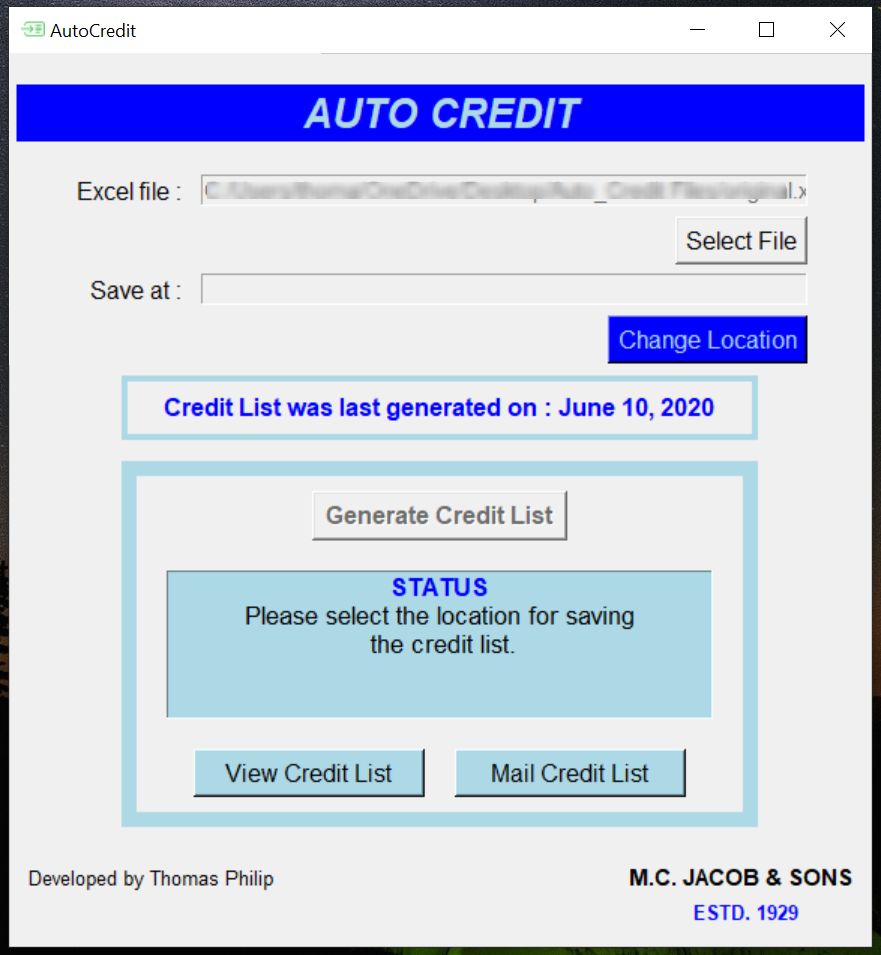 AutoCredit
AUTO CREDIT
Excel file :
Select File
Save at :
Change Location
Credit List was last generated on : June 10, 2020
Generate Credit List
STATUS
Please select the location for saving
the credit list.
View Credit List
Mail Credit List
Developed by Thomas Philip
M.C. JACOB & SONS
ESTD. 1929